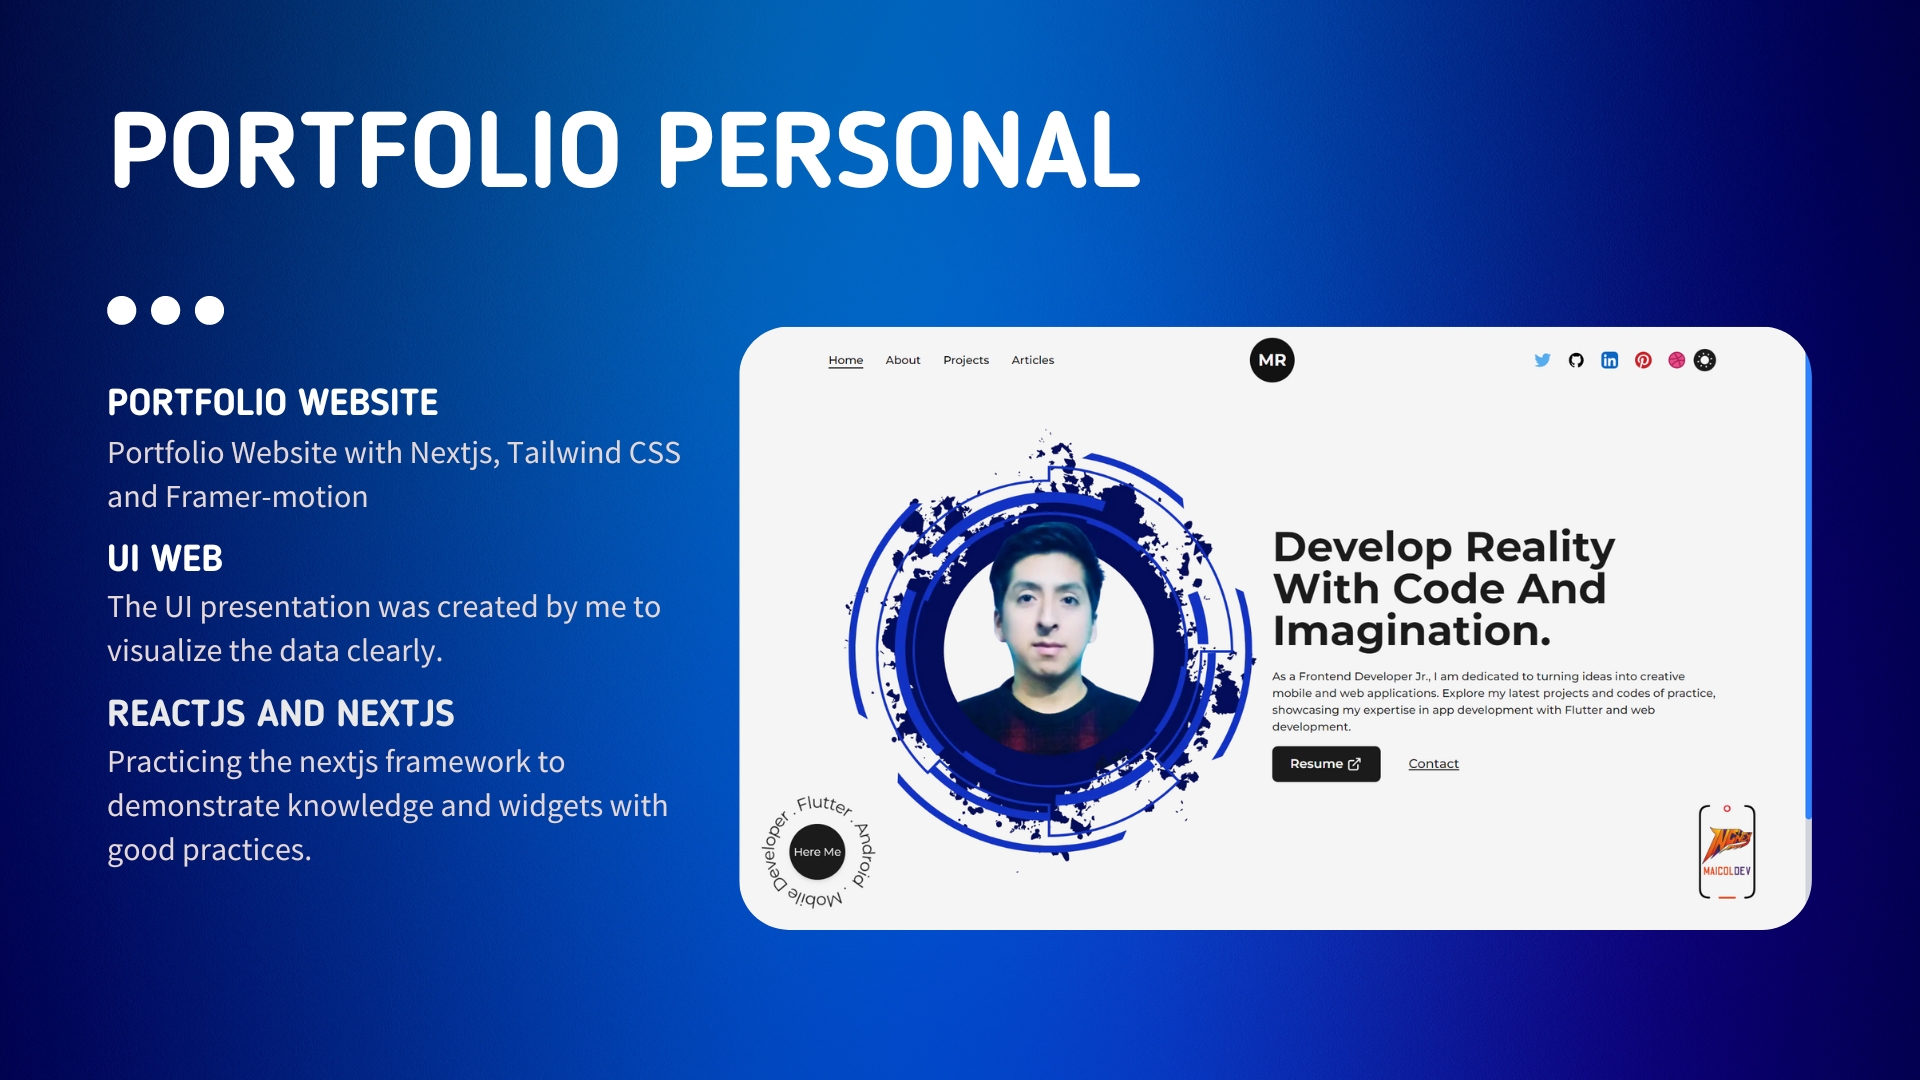 PORTFOLIO PERSONAL
PORTFOLIO WEBSITE
Portfolio Website with Nextjs, Tailwind CSS
and Framer-motion
UI WEB
The UI presentation was created by me to
visualize the data clearly.
REACTJS AND NEXTJS
Practicing the nextjs framework to
demonstrate knowledge and widgets with
good practices.
Home About Projects Articles
MR
in
Develop Reality
With Code And
Imagination.
As a Frontend Developer Jr., I am dedicated to turning ideas into creative
mobile and web applications. Explore my latest projects and codes of practice,
showcasing my expertise in app development with Flutter and web
development.
Resume Contact
Mobile Developer . Flutter . Android .
Here Me
MAICOLDEV